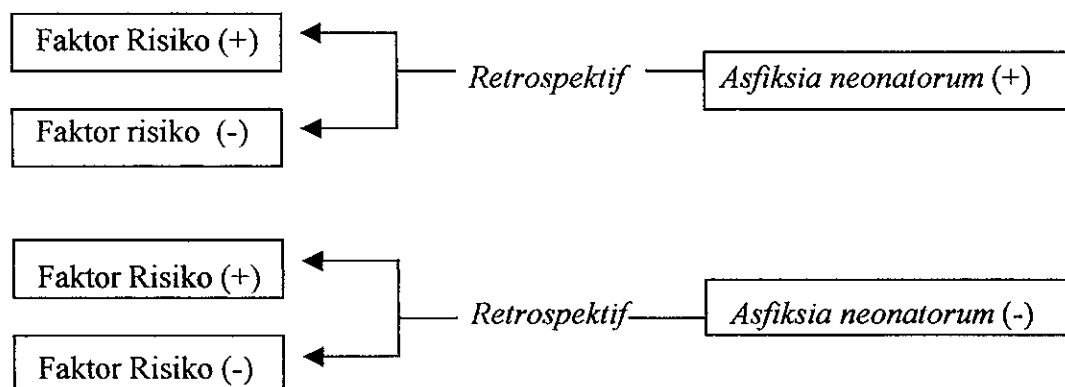 Faktor Risiko (+)
Retrospektif
Asfiksia neonatorum (+)
Faktor risiko (-)
Faktor Risiko (+)
Retrospektif
Asfiksia neonatorum (-)
Faktor Risiko (-)